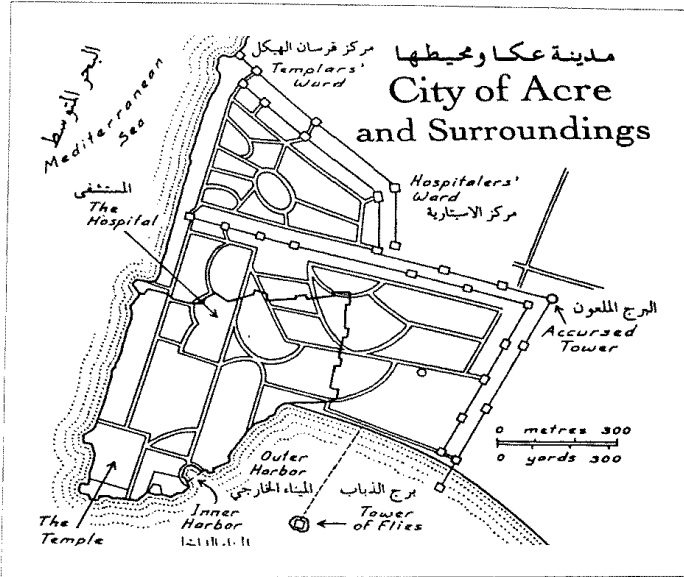 مدينة عكا ومحيطها
City of Acre
and Surroundings
مركز فرسان الهيكل
Templars'
Ward
البحر المتوسط
Mediterranean
Sea
Hospitalers'
Ward
مركز الاسبتارية
المستشفى
The
Hospital
البرج الملعون
Accursed
Tower
0 metres 300
0 yards 300
Outer
Harbor
الميناء الخارجي
برج الذباب
Tower
of Flies
Inner
Harbor
The
Temple